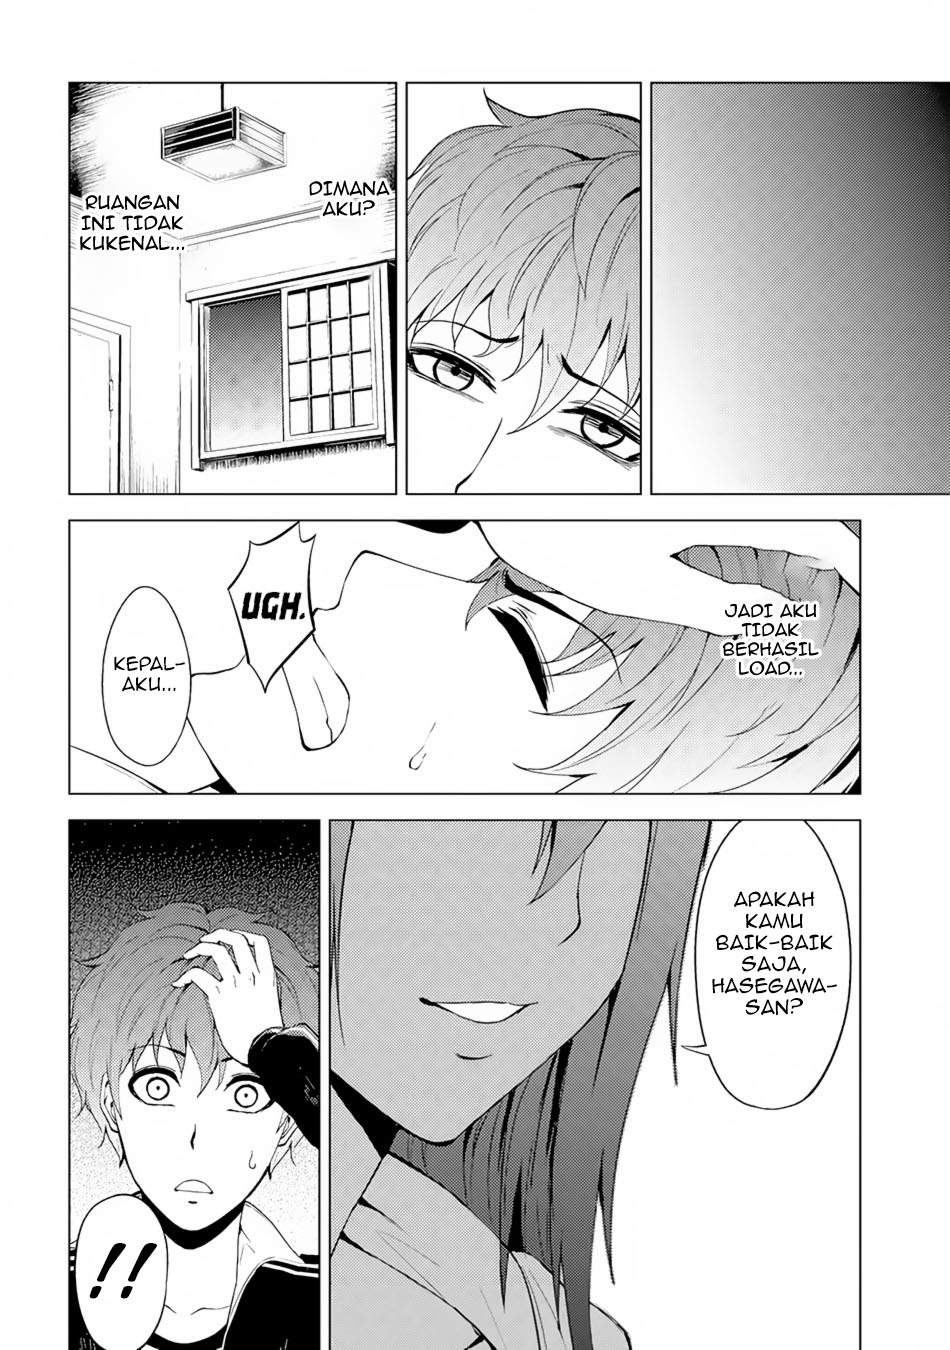 DIMANA
AKU?
RUANGAN
INI TIDAK
KUKENAL...
JADI AKU
TIDAK
BERHASIL
LOAD...
UGH.
KEPAL-
AKU...
APAKAH
KAMU
BAIK-BAIK
SAJA,
HASEGAWA-
SAN?
!!